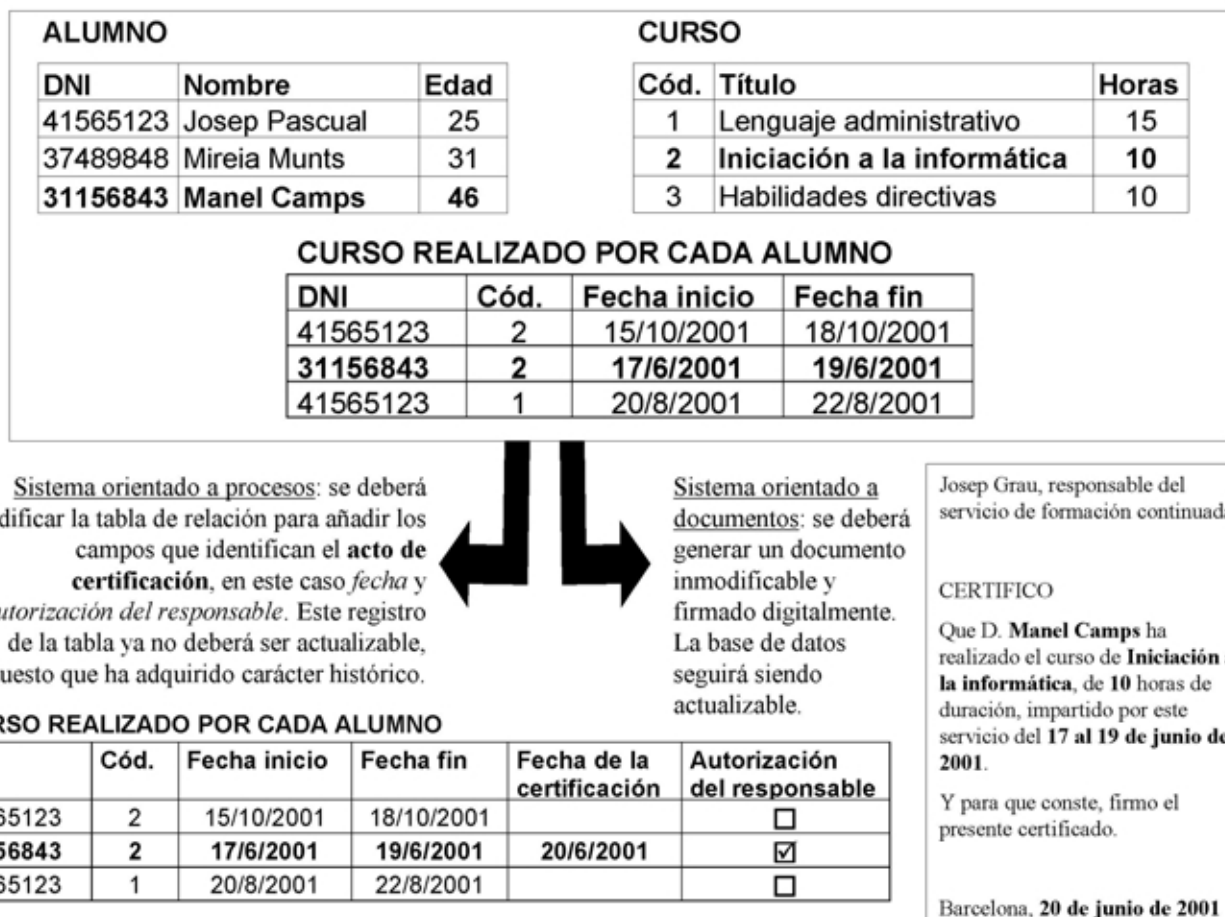 ALUMNO
DNI Nombre Edad
41565123 Josep Pascual 25
37489848 Mireia Munts 31
31156843 Manel Camps 46
CURSO
Cód. Título Horas
1 Lenguaje administrativo 15
2 Iniciación a la informática 10
3 Habilidades directivas 10
CURSO REALIZADO POR CADA ALUMNO
DNI Cód. Fecha inicio Fecha fin
41565123 2 15/10/2001 18/10/2001
31156843 2 17/6/2001 19/6/2001
41565123 1 20/8/2001 22/8/2001
Sistema orientado a procesos: se deberá
dificar la tabla de relación para añadir los
campos que identifican el acto de
certificación, en este caso fecha y
utorización del responsable. Este registro
de la tabla ya no deberá ser actualizable,
uesto que ha adquirido carácter histórico.
Sistema orientado a
documentos: se deberá
generar un documento
inmodificable y
firmado digitalmente.
La base de datos
seguirá siendo
actualizable.
Josep Grau, responsable del
servicio de formación continuada
CERTIFICO
Que D. Manel Camps ha
realizado el curso de Iniciación a
la informática, de 10 horas de
duración, impartido por este
servicio del 17 al 19 de junio de
2001.
Y para que conste, firmo el
presente certificado.
Barcelona, 20 de junio de 2001
RSO REALIZADO POR CADA ALUMNO
Cód. Fecha inicio Fecha fin Fecha de la certificación Autorización del responsable
65123 2 15/10/2001 18/10/2001 ☐
56843 2 17/6/2001 19/6/2001 20/6/2001 ☑
65123 1 20/8/2001 22/8/2001 ☐